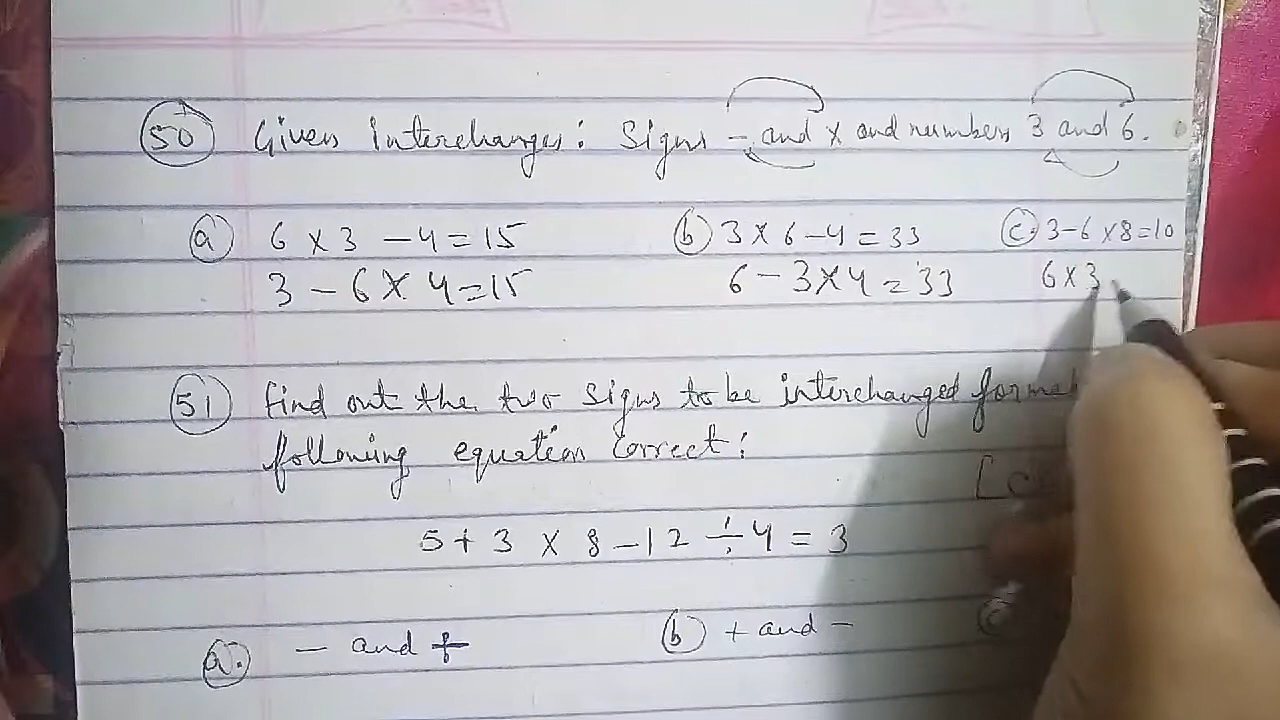 50 Given interchanges: Signs - and x and numbers 3 and 6.
a 6 x 3 - 4 = 15 b 3 x 6 - 4 = 33 c. 3 - 6 x 8 = 10
3 - 6 x 4 = 15 6 - 3 x 4 = 33 6 x 3
51 Find out the two signs to be interchanged for
following equation correct:
5 + 3 x 8 - 12 ÷ 4 = 3
a. - and ÷ b + and - c